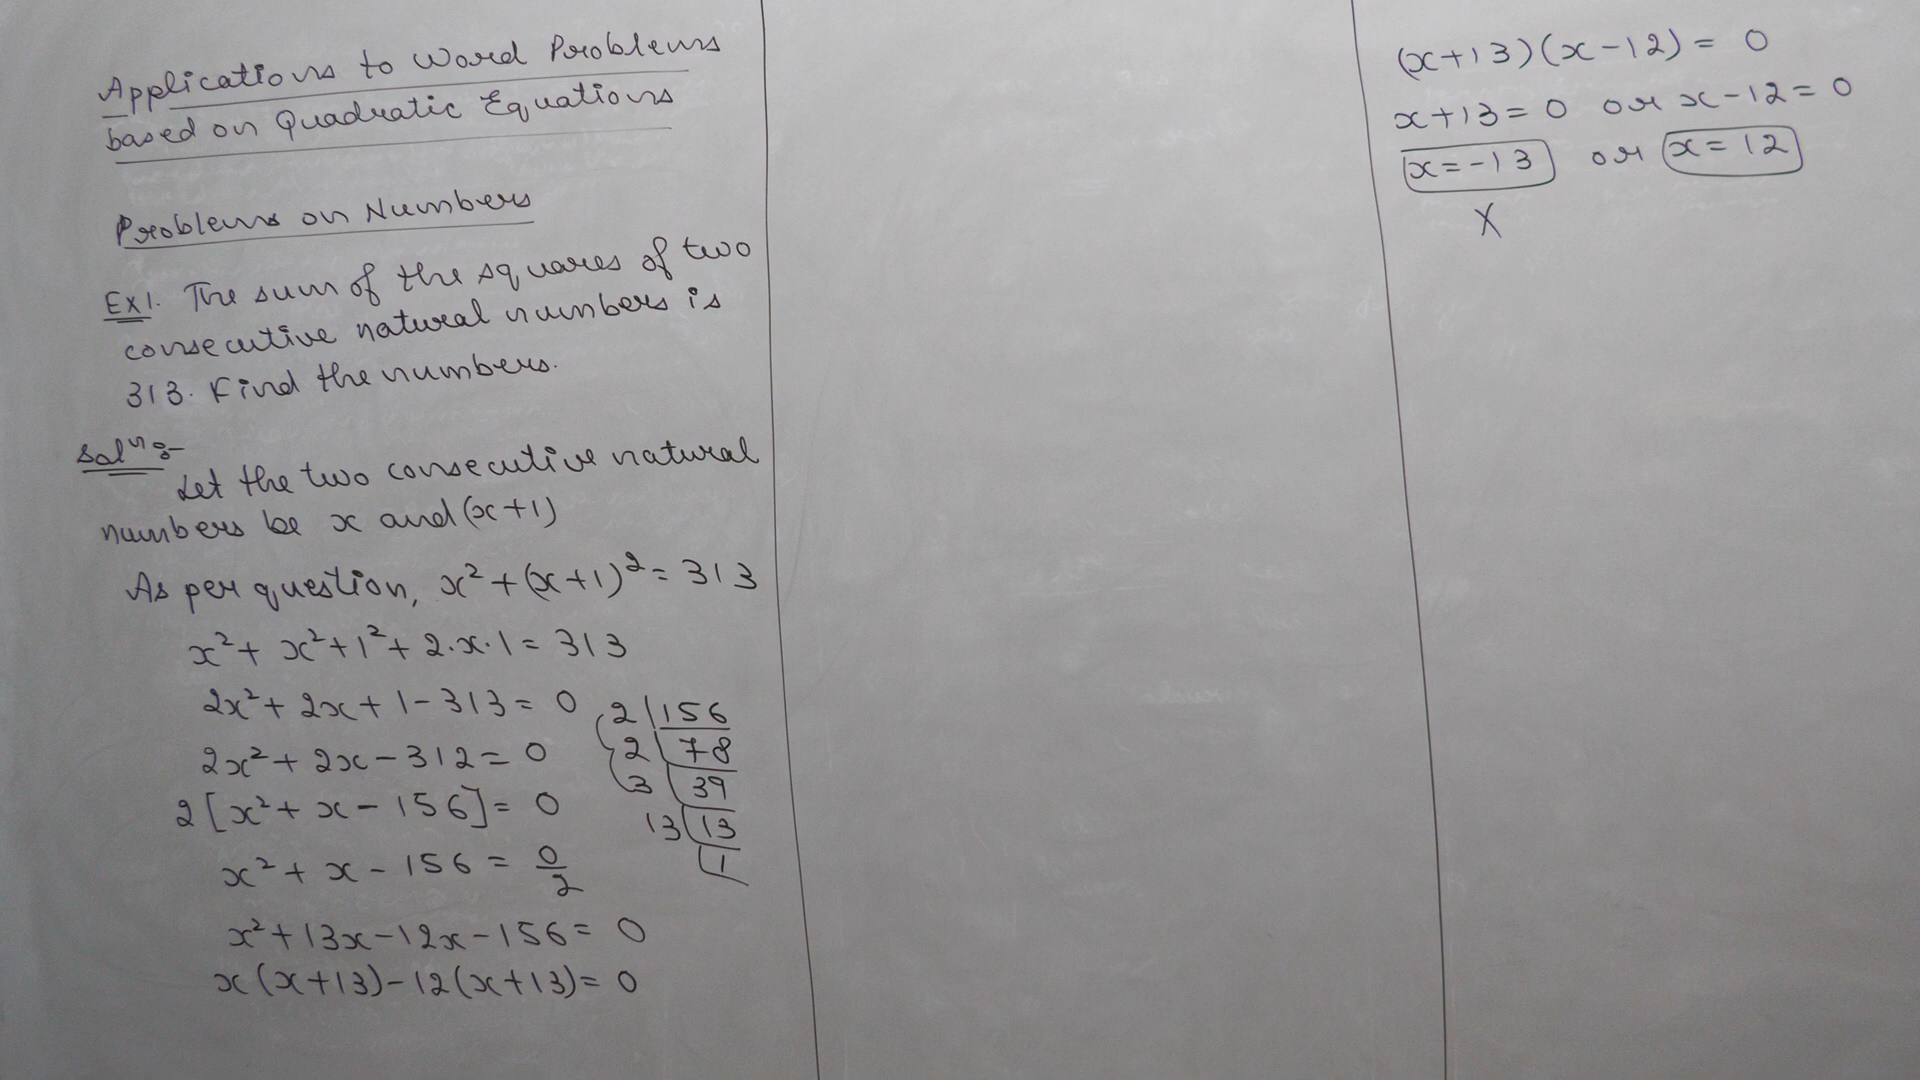 Applications to Word Problems
based on Quadratic Equations
Problems on Numbers
Ex1. The sum of the squares of two
consecutive natural numbers is
313. Find the numbers.
Solⁿ:-
Let the two consecutive natural
numbers be x and (x+1)
As per question, x²+(x+1)²=313
x²+x²+1²+2·x·1=313
2x²+2x+1-313=0
2x²+2x-312=0
2[x²+x-156]=0
x²+x-156=0/2
x²+13x-12x-156=0
x(x+13)-12(x+13)=0
2|156
2|78
3|39
13|13
|1
(x+13)(x-12)=0
x+13=0 or x-12=0
x=-13 or x=12
X